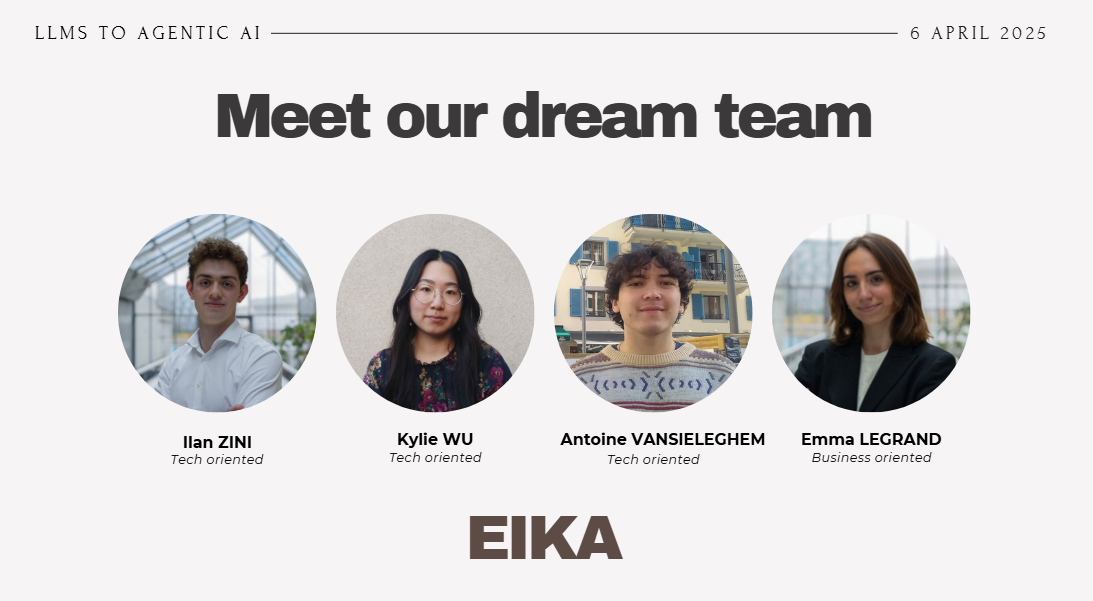 LLMS TO AGENTIC AI 6 APRIL 2025
Meet our dream team
Ilan ZINI Kylie WU Antoine VANSIELEGHEM Emma LEGRAND
Tech oriented Tech oriented Tech oriented Business oriented
EIKA